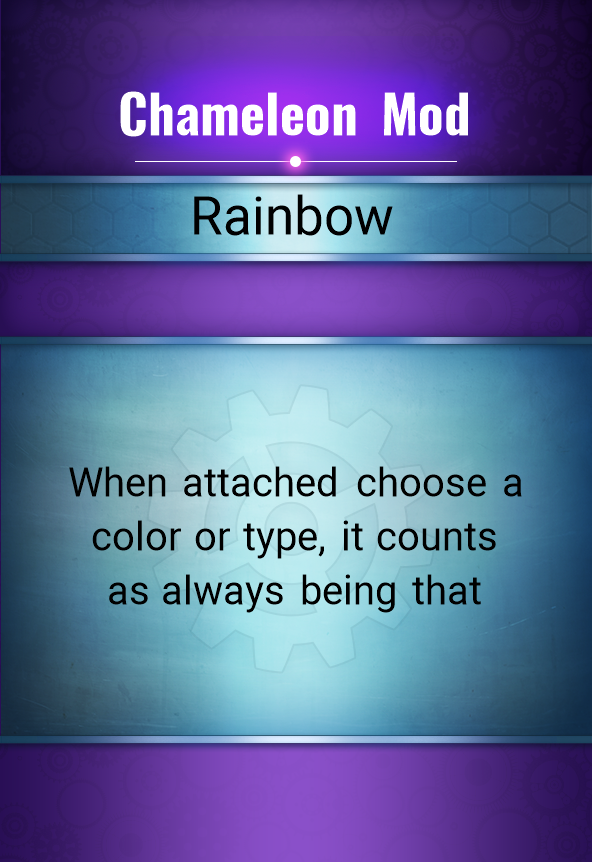 Chameleon Mod
Rainbow
When attached choose a
color or type, it counts
as always being that